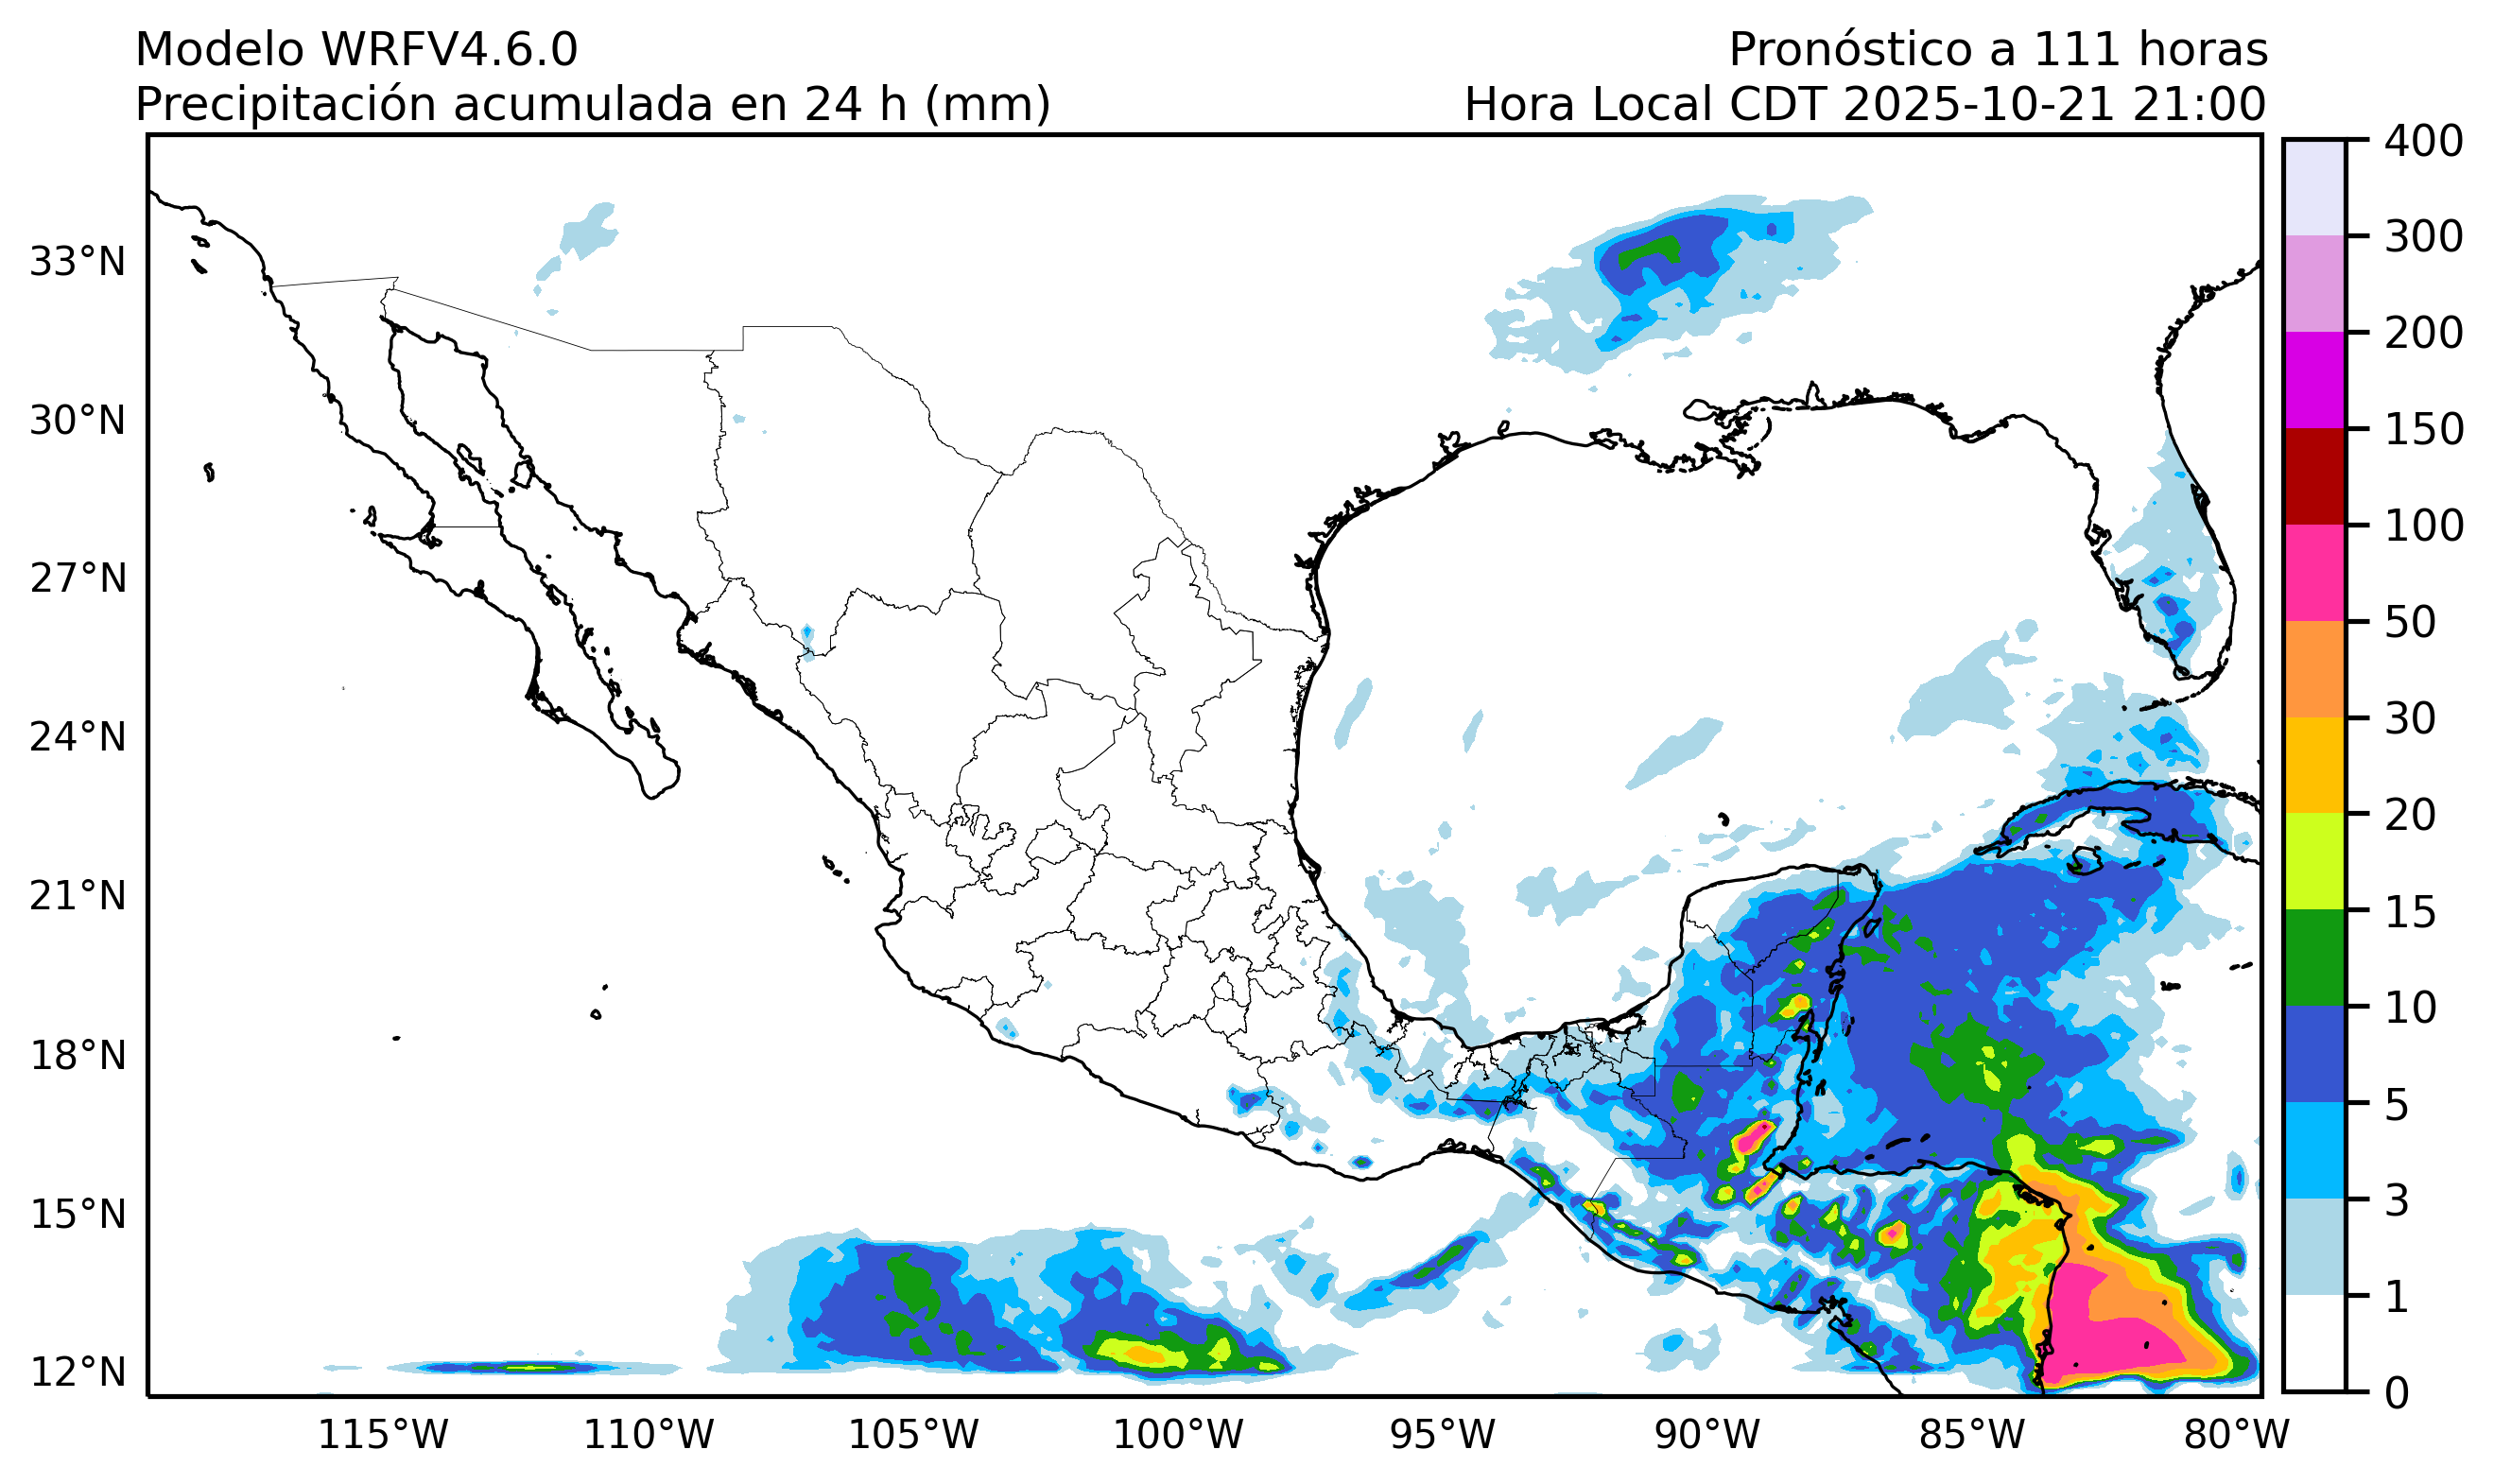 Modelo WRFV4.6.0
Pronóstico a 111 horas
Precipitación acumulada en 24 h (mm)
Hora Local CDT 2025-10-21 21:00
33°N
30°N
27°N
24°N
21°N
18°N
15°N
12°N
115°W
110°W
105°W
100°W
95°W
90°W
85°W
80°W
400
300
200
150
100
50
30
20
15
10
5
3
1
0